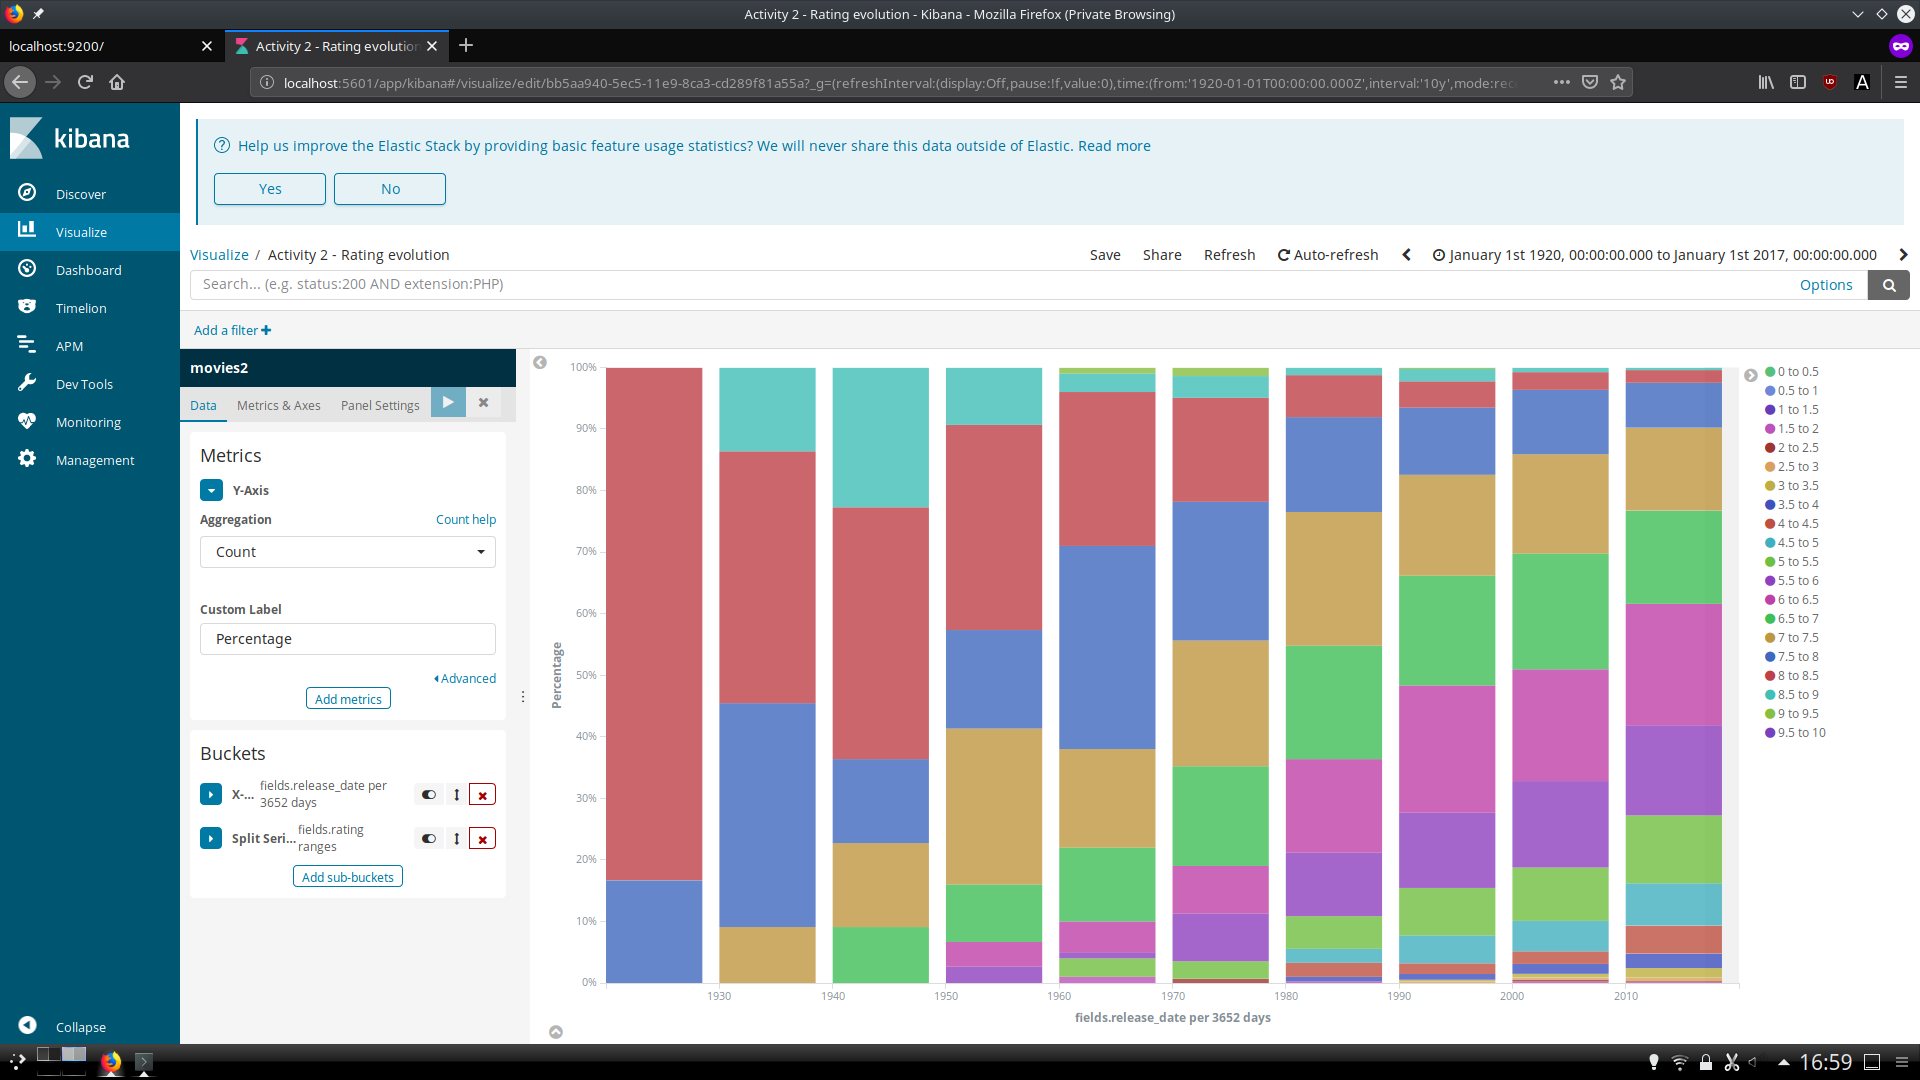 Activity 2 - Rating evolution - Kibana - Mozilla Firefox (Private Browsing)
localhost:9200/
Activity 2 - Rating evolution
localhost:5601/app/kibana#/visualize/edit/bb5aa940-5ec5-11e9-8ca3-cd289f81a55a?_g=(refreshInterval:(display:Off,pause:!f,value:0),time:(from:'1920-01-01T00:00:00.000Z',interval:'10y',mode:rec
kibana
Discover
Visualize
Dashboard
Timelion
APM
Dev Tools
Monitoring
Management
Collapse
Help us improve the Elastic Stack by providing basic feature usage statistics? We will never share this data outside of Elastic. Read more
Yes No
Visualize / Activity 2 - Rating evolution
Save Share Refresh Auto-refresh January 1st 1920, 00:00:00.000 to January 1st 2017, 00:00:00.000
Search... (e.g. status:200 AND extension:PHP) Options
Add a filter
movies2
Data Metrics & Axes Panel Settings
Metrics
Y-Axis
Aggregation Count help
Count
Custom Label
Percentage
Advanced
Add metrics
Buckets
X-... fields.release_date per
3652 days
Split Seri... fields.rating
ranges
Add sub-buckets
Percentage
100%
90%
80%
70%
60%
50%
40%
30%
20%
10%
0%
1930 1940 1950 1960 1970 1980 1990 2000 2010
fields.release_date per 3652 days
0 to 0.5
0.5 to 1
1 to 1.5
1.5 to 2
2 to 2.5
2.5 to 3
3 to 3.5
3.5 to 4
4 to 4.5
4.5 to 5
5 to 5.5
5.5 to 6
6 to 6.5
6.5 to 7
7 to 7.5
7.5 to 8
8 to 8.5
8.5 to 9
9 to 9.5
9.5 to 10
16:59